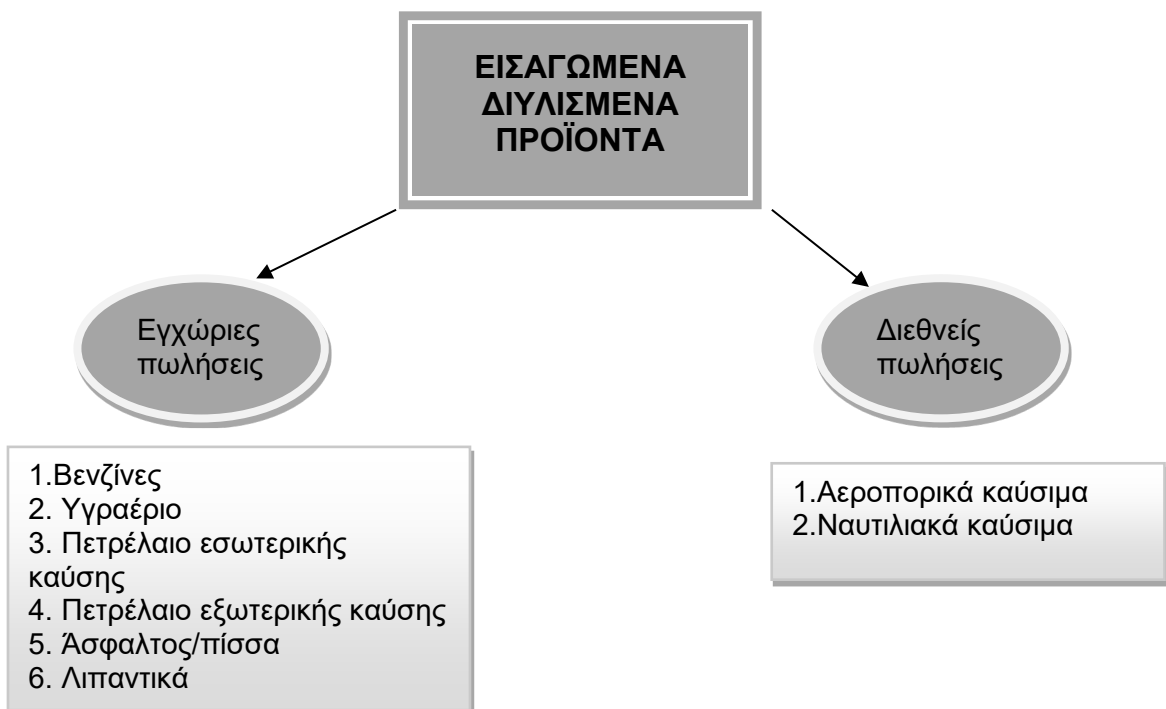 ΕΙΣΑΓΩΜΕΝΑ
ΔΙΥΛΙΣΜΕΝΑ
ΠΡΟΪΟΝΤΑ
Εγχώριες
πωλήσεις
Διεθνείς
πωλήσεις
1.Βενζίνες
2. Υγραέριο
3. Πετρέλαιο εσωτερικής
καύσης
4. Πετρέλαιο εξωτερικής καύσης
5. Άσφαλτος/πίσσα
6. Λιπαντικά
1.Αεροπορικά καύσιμα
2.Ναυτιλιακά καύσιμα